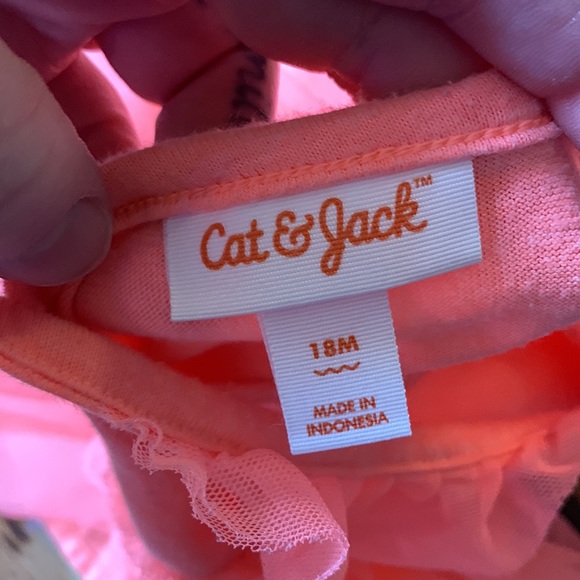 Cat & Jack™
18M
MADE IN
INDONESIA